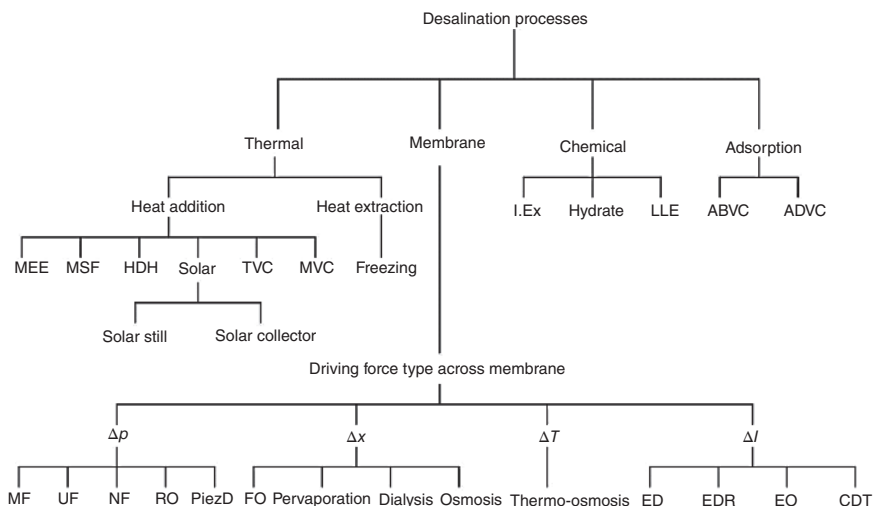 Desalination processes
Thermal Membrane Chemical Adsorption
Heat addition Heat extraction I.Ex Hydrate LLE ABVC ADVC
MEE MSF HDH Solar TVC MVC Freezing
Solar still Solar collector
Driving force type across membrane
Δp Δx ΔT ΔI
MF UF NF RO PiezD FO Pervaporation Dialysis Osmosis Thermo-osmosis ED EDR EO CDT